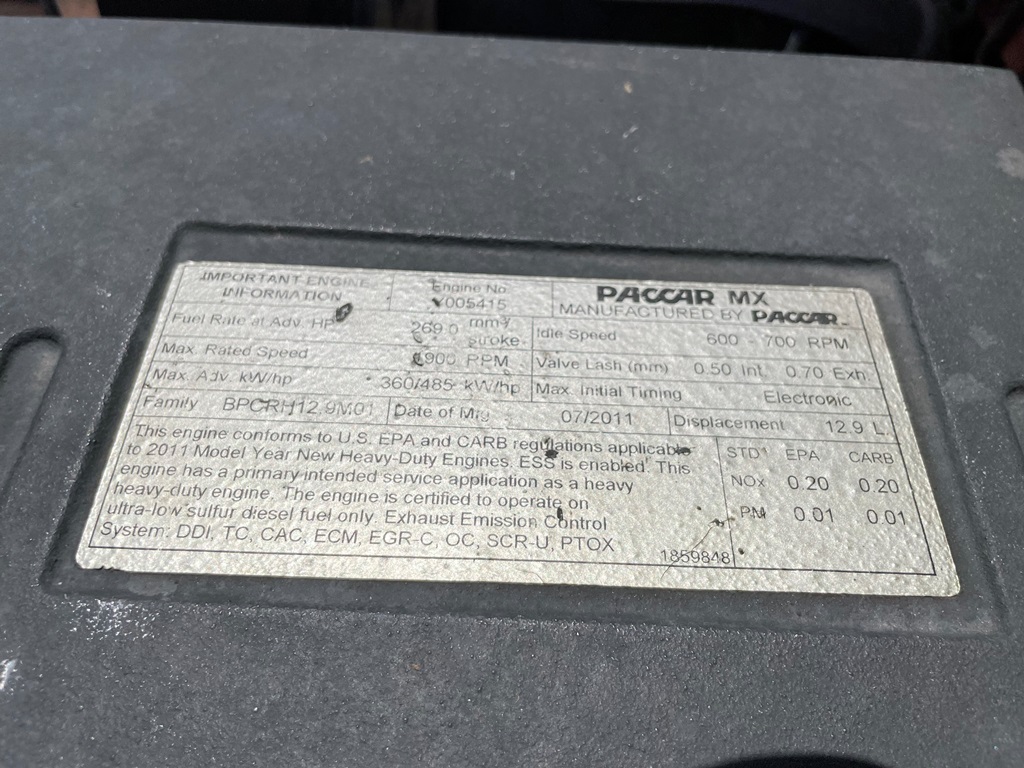 IMPORTANT ENGINE
INFORMATION
Engine No.
Y005415
PACCAR MX
MANUFACTURED BY PACCAR
Fuel Rate at Adv. HP
269.0 mm³/
stroke
Idle Speed 600 - 700 RPM
Max. Rated Speed 1900 RPM
Valve Lash (mm) 0.50 Int. 0.70 Exh.
Max. Adv. kW/hp 360/485 kW/hp
Max. Initial Timing Electronic
Family BPCRH12.9M01
Date of Mfg 07/2011
Displacement 12.9 L
This engine conforms to U.S. EPA and CARB regulations applicable
to 2011 Model Year New Heavy-Duty Engines. ESS is enabled. This
engine has a primary intended service application as a heavy
heavy-duty engine. The engine is certified to operate on
ultra-low sulfur diesel fuel only. Exhaust Emission Control
System: DDI, TC, CAC, ECM, EGR-C, OC, SCR-U, PTOX
1859848
STD EPA CARB
NOx 0.20 0.20
PM 0.01 0.01